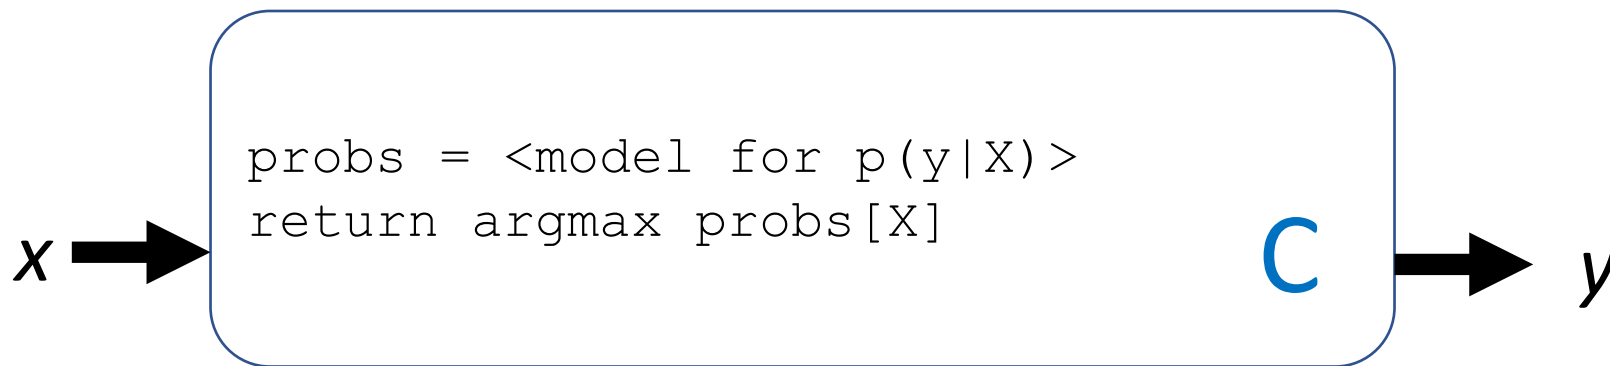 probs = <model for p(y|X)>
return argmax probs[X]
x
C
y